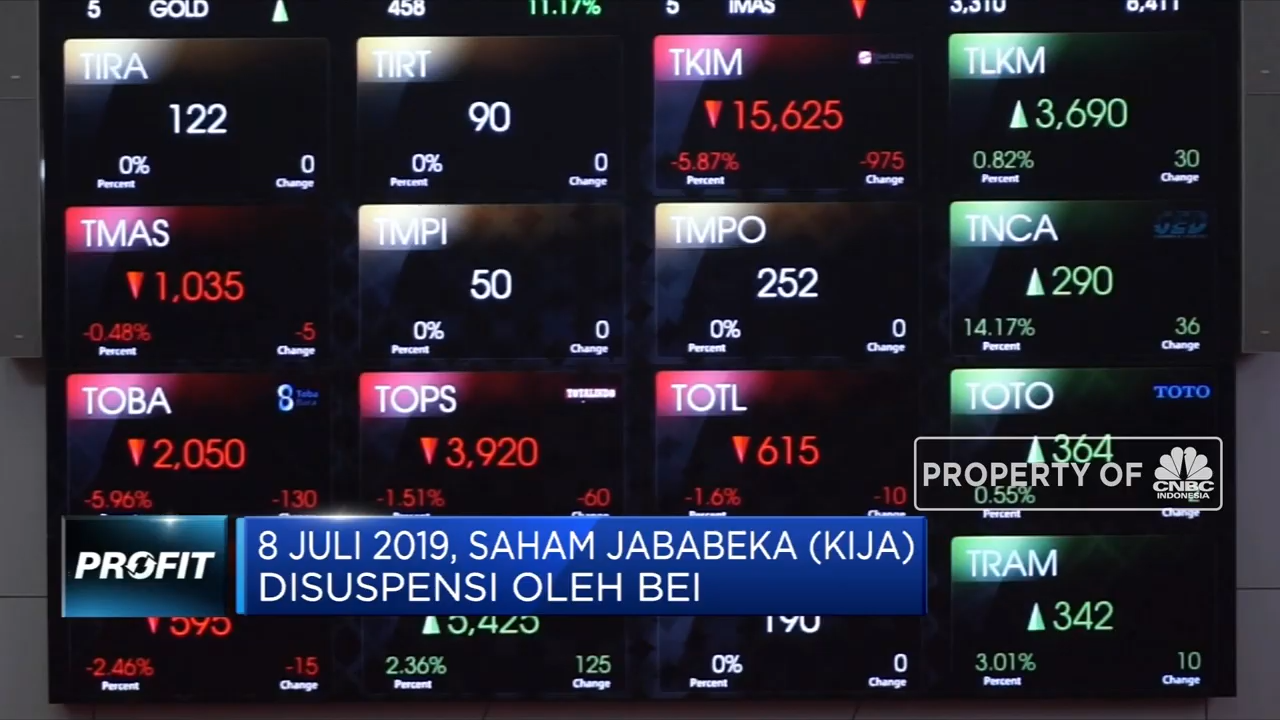 5 GOLD 458 11.17% 5 IMAS 3,310
TIRA TIRT TKIM TLKM
122 90 15,625 3,690
0% 0 0% 0 -5.87% -975 0.82% 30
Percent Change Percent Change Percent Change Percent Change
TMAS TMPI TMPO TNCA
1,035 50 252 290
-0.48% -5 0% 0 0% 0 14.17% 36
Percent Change Percent Change Percent Change Percent Change
TOBA 8 Toba Bara TOPS TOTALINDO TOTL TOTO TOTO
2,050 3,920 615 364
PROPERTY OF CNBC INDONESIA
-5.96% -130 -1.51% -60 -1.6% -10 0.55%
Percent Change
PROFIT 8 JULI 2019, SAHAM JABABEKA (KIJA)
DISUSPENSI OLEH BEI
TRAM
595 5,425 190 342
-2.46% -15 2.36% 125 0% 0 3.01% 10
Percent Change Percent Change Percent Change Percent Change